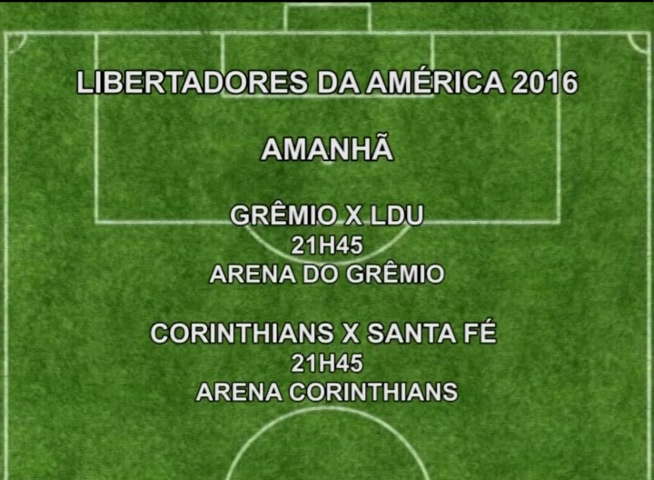 LIBERTADORES DA AMÉRICA 2016
AMANHÃ
GRÊMIO X LDU
21H45
ARENA DO GRÊMIO
CORINTHIANS X SANTA FÉ
21H45
ARENA CORINTHIANS